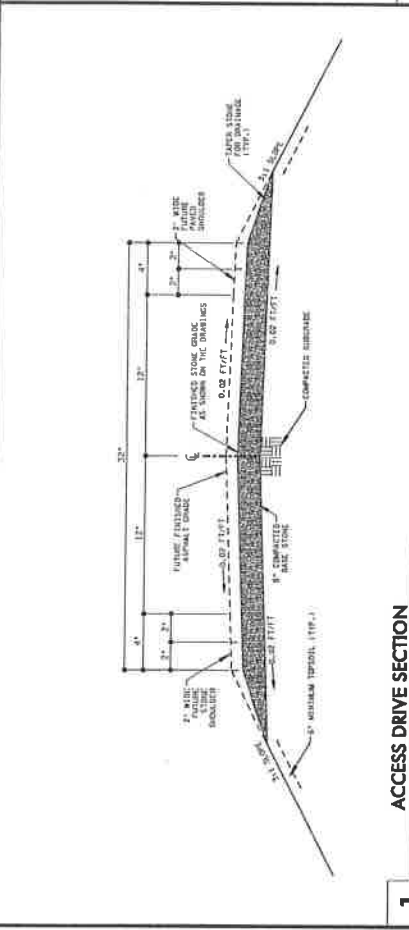 32'
4'
12'
12'
4'
2'
2'
2'
2'
2' WIDE
FUTURE
STONE
SHOULDER
FUTURE/FINISHED
ASPHALT GRADE
℄
FINISHED STONE GRADE
AS SHOWN ON THE DRAWINGS
2' WIDE
FUTURE
PAVED
SHOULDER
TAPER STONE
FOR DRAINAGE
(TYP.)
0.02 FT/FT
0.02 FT/FT
3:1 SLOPE
3:1 SLOPE
0.02 FT/FT
0.02 FT/FT
8" COMPACTED
BASE STONE
COMPACTED SUBGRADE
6" MINIMUM TOPSOIL (TYP.)
1
ACCESS DRIVE SECTION